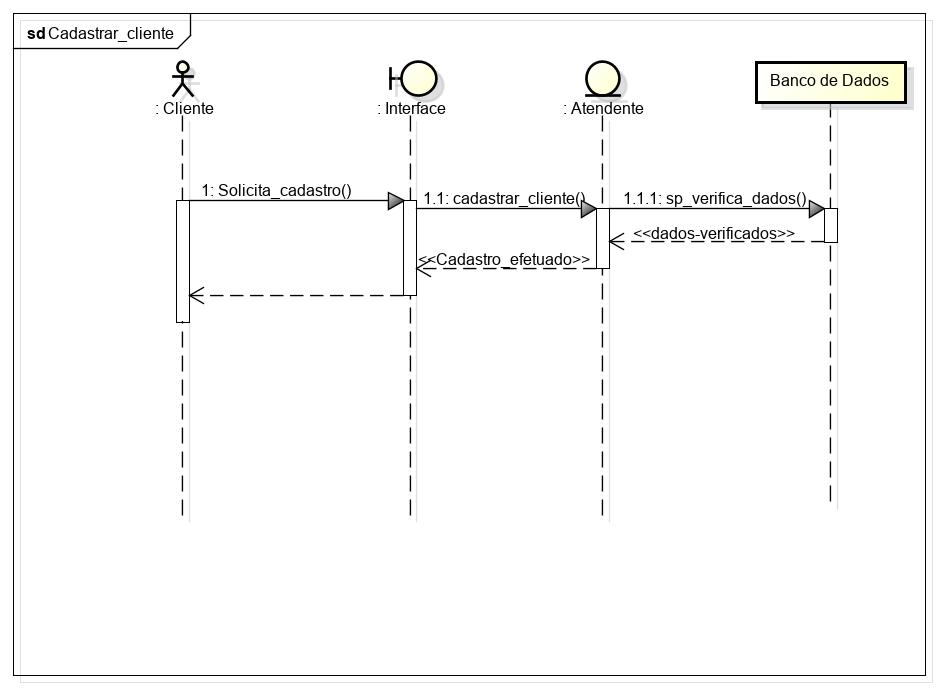 sd Cadastrar_cliente
: Cliente
: Interface
: Atendente
Banco de Dados
1: Solicita_cadastro()
1.1: cadastrar_cliente()
1.1.1: sp_verifica_dados()
<<dados-verificados>>
<<Cadastro_efetuado>>